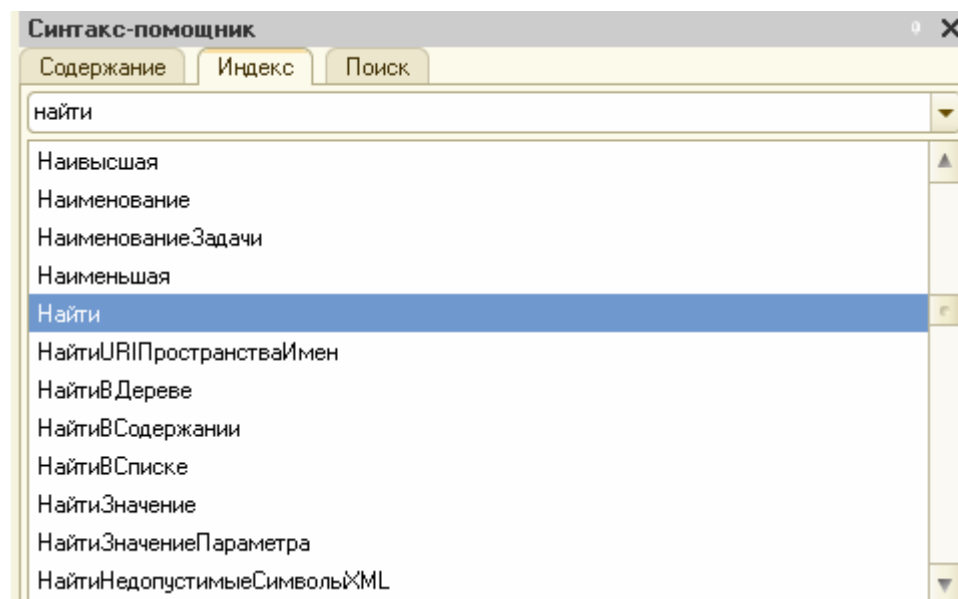 Синтакс-помощник
Содержание Индекс Поиск
найти
Наивысшая
Наименование
НаименованиеЗадачи
Наименьшая
Найти
НайтиURIПространстваИмен
НайтиВДереве
НайтиВСодержании
НайтиВСписке
НайтиЗначение
НайтиЗначениеПараметра
НайтиНедопустимыеСимволыXML